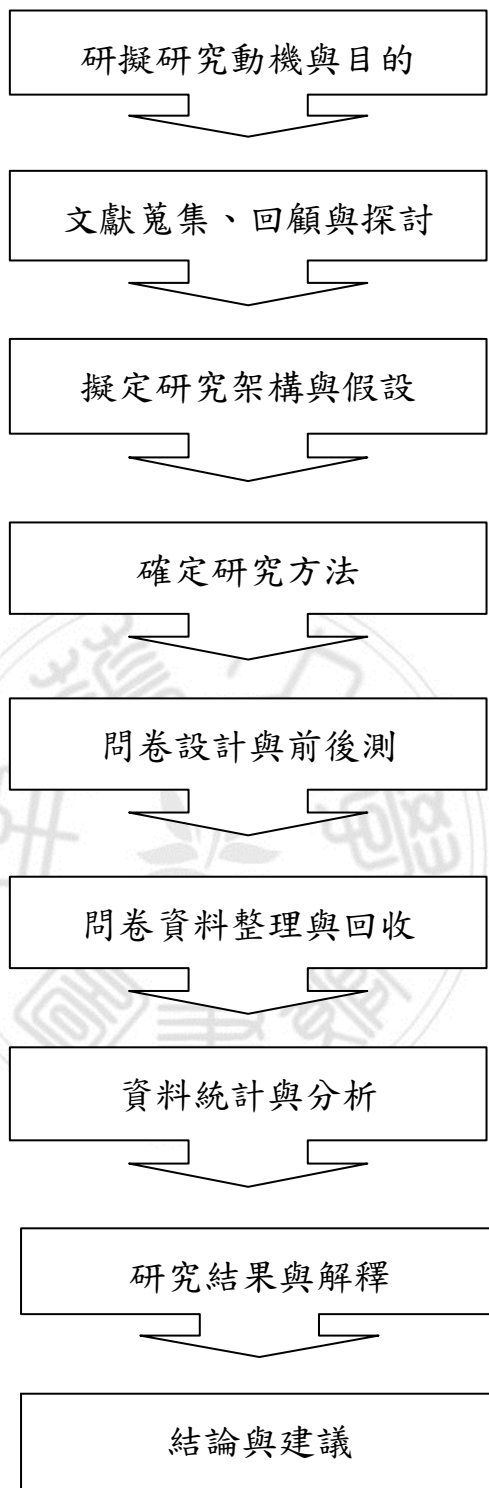 研擬研究動機與目的
文獻蒐集、回顧與探討
擬定研究架構與假設
確定研究方法
問卷設計與前後測
問卷資料整理與回收
資料統計與分析
研究結果與解釋
結論與建議